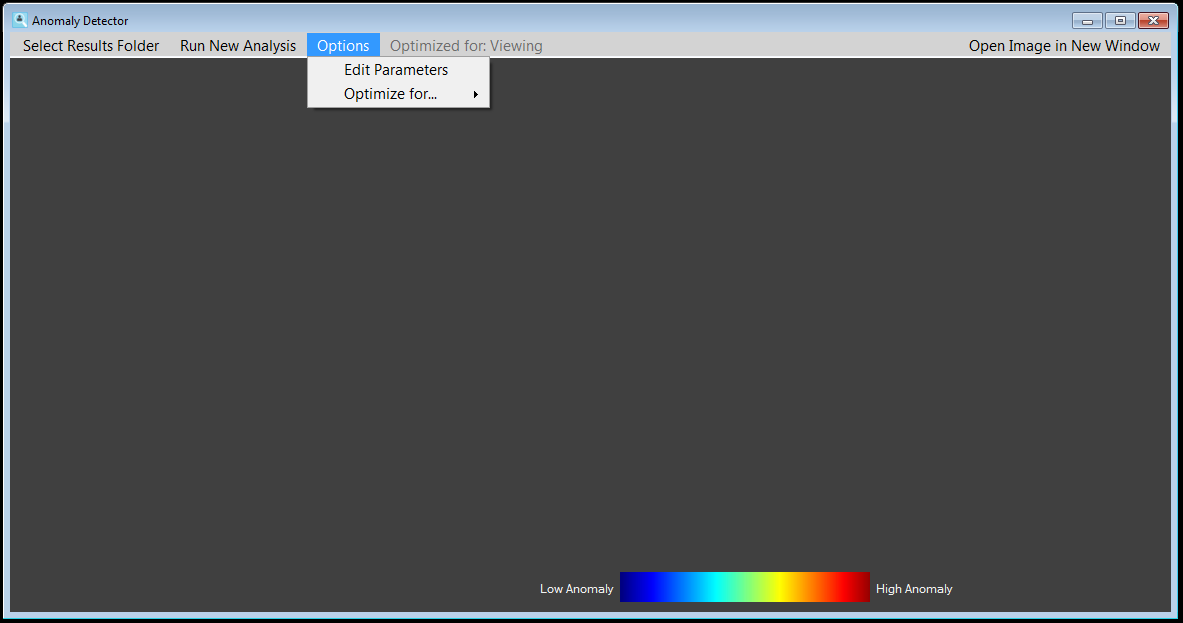 Anomaly Detector
Select Results Folder Run New Analysis Options Optimized for: Viewing Open Image in New Window
Edit Parameters
Optimize for...
Low Anomaly High Anomaly